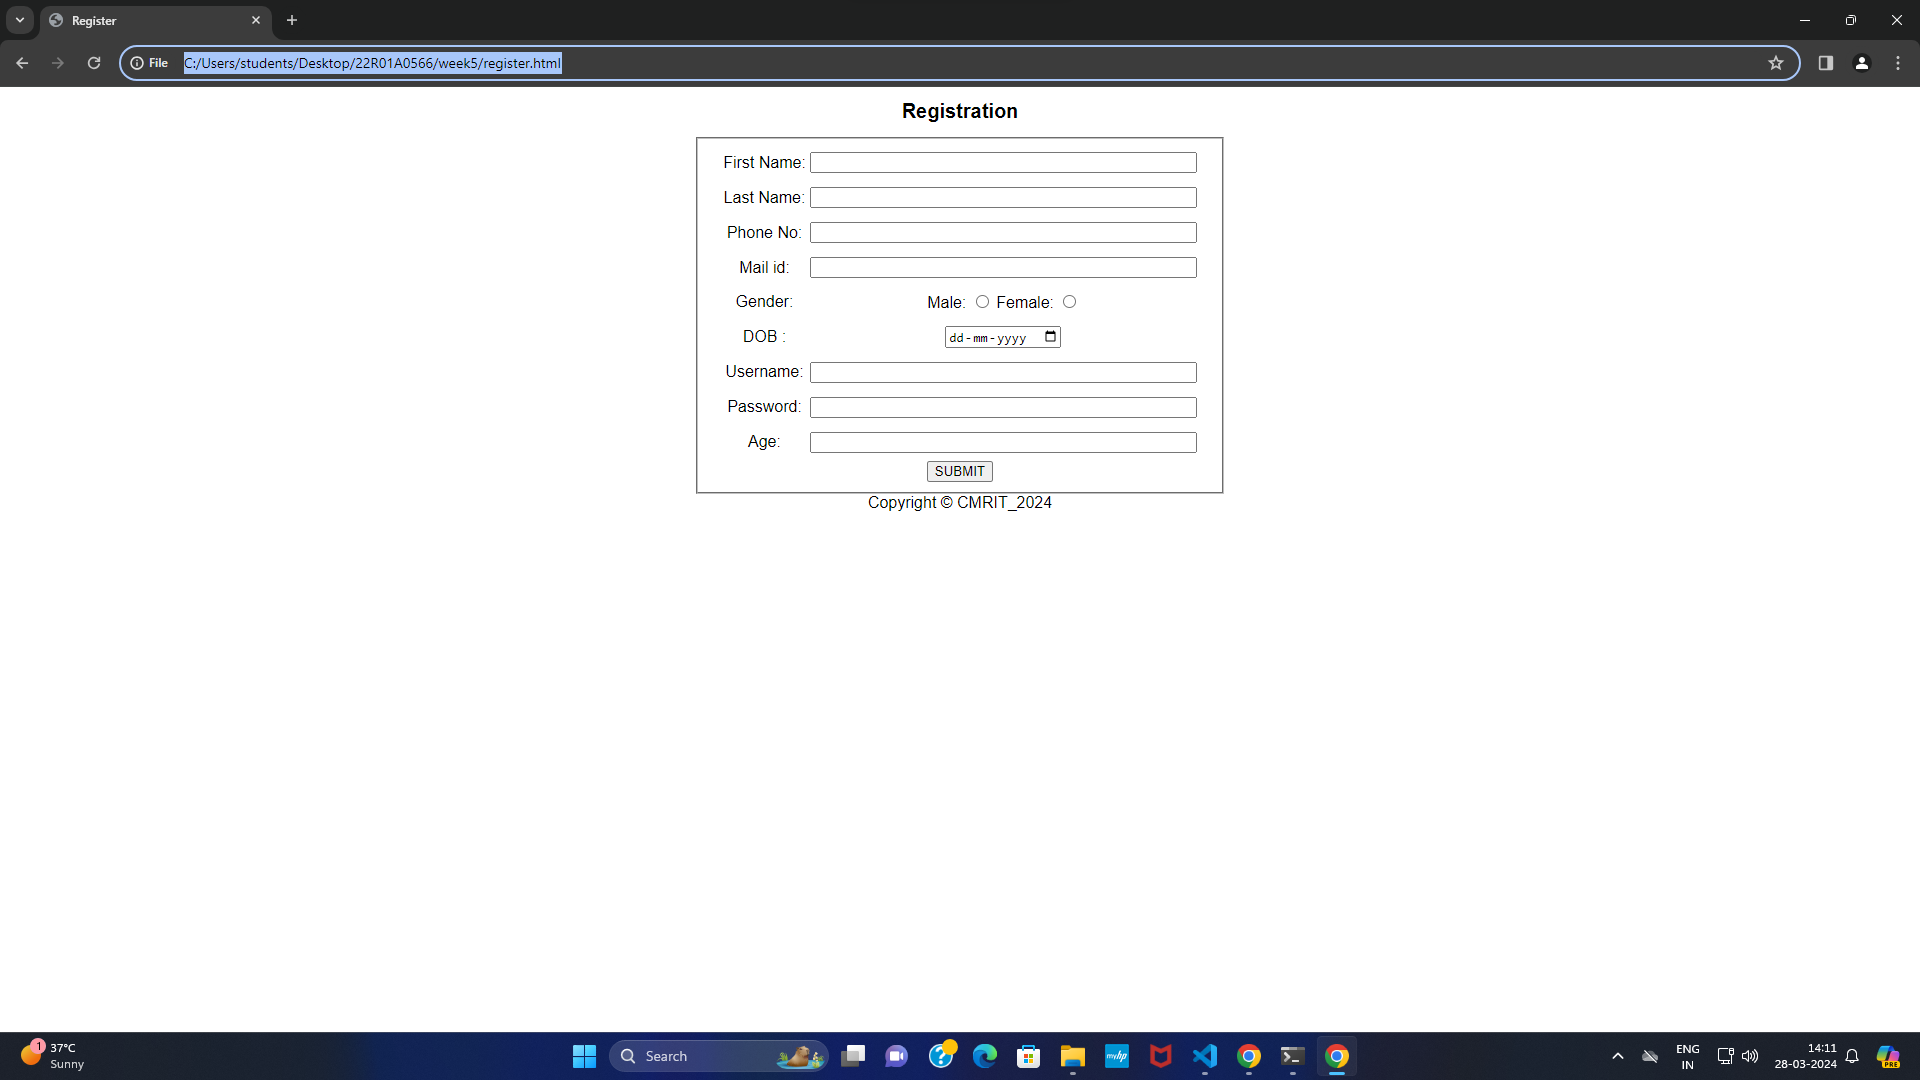 Register
File C:/Users/students/Desktop/22R01A0566/week5/register.html
Registration
First Name:
Last Name:
Phone No:
Mail id:
Gender: Male: Female:
DOB : dd-mm-yyyy
Username:
Password:
Age:
SUBMIT
Copyright © CMRIT_2024
1
37°C
Sunny
Search
myhp
ENG
IN
14:11
28-03-2024
PRE